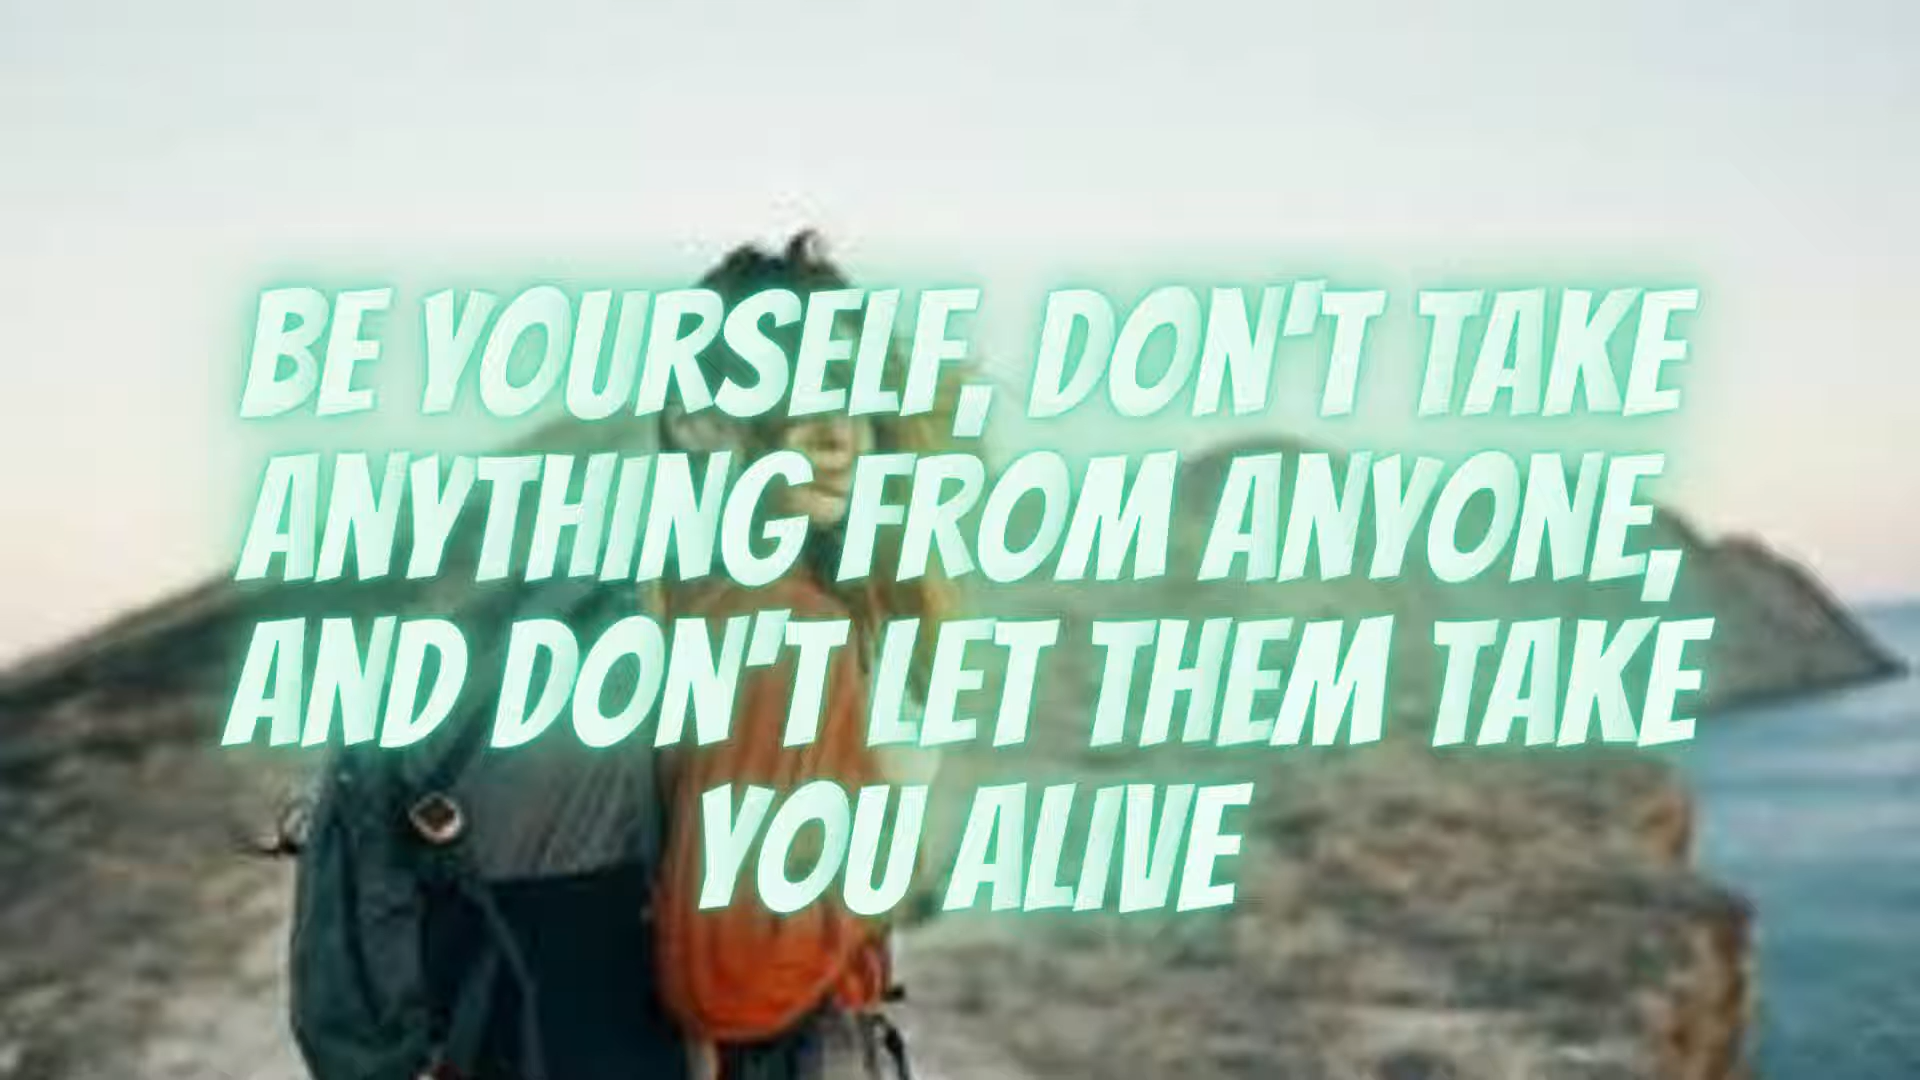 BE YOURSELF, DON'T TAKE
ANYTHING FROM ANYONE,
AND DON'T LET THEM TAKE
YOU ALIVE